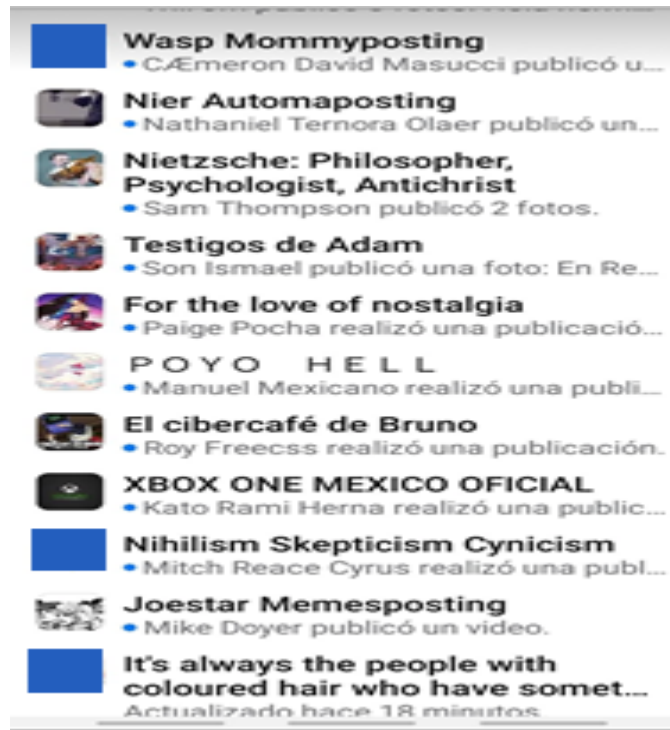 Wasp Mommyposting
•CÆmeron David Masucci publicó u...
Nier Automaposting
•Nathaniel Ternora Olaer publicó un...
Nietzsche: Philosopher,
Psychologist, Antichrist
•Sam Thompson publicó 2 fotos.
Testigos de Adam
•Son Ismael publicó una foto: En Re...
For the love of nostalgia
•Paige Pocha realizó una publicació...
POYO HELL
•Manuel Mexicano realizó una publi...
El cibercafé de Bruno
•Roy Freecss realizó una publicación.
XBOX ONE MEXICO OFICIAL
•Kato Rami Herna realizó una public...
Nihilism Skepticism Cynicism
•Mitch Reace Cyrus realizó una publ...
Joestar Memesposting
•Mike Doyer publicó un video.
It's always the people with
coloured hair who have somet...
Actualizado hace 18 minutos